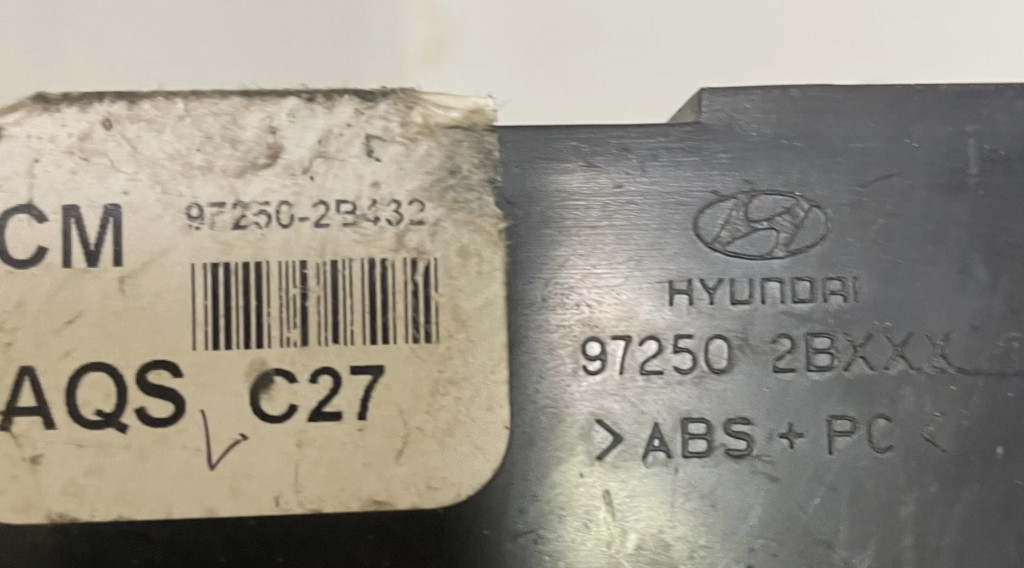 CM 97250-2B432
AQS C27
HYUNDAI
97250 2BXXX
>ABS + PC<